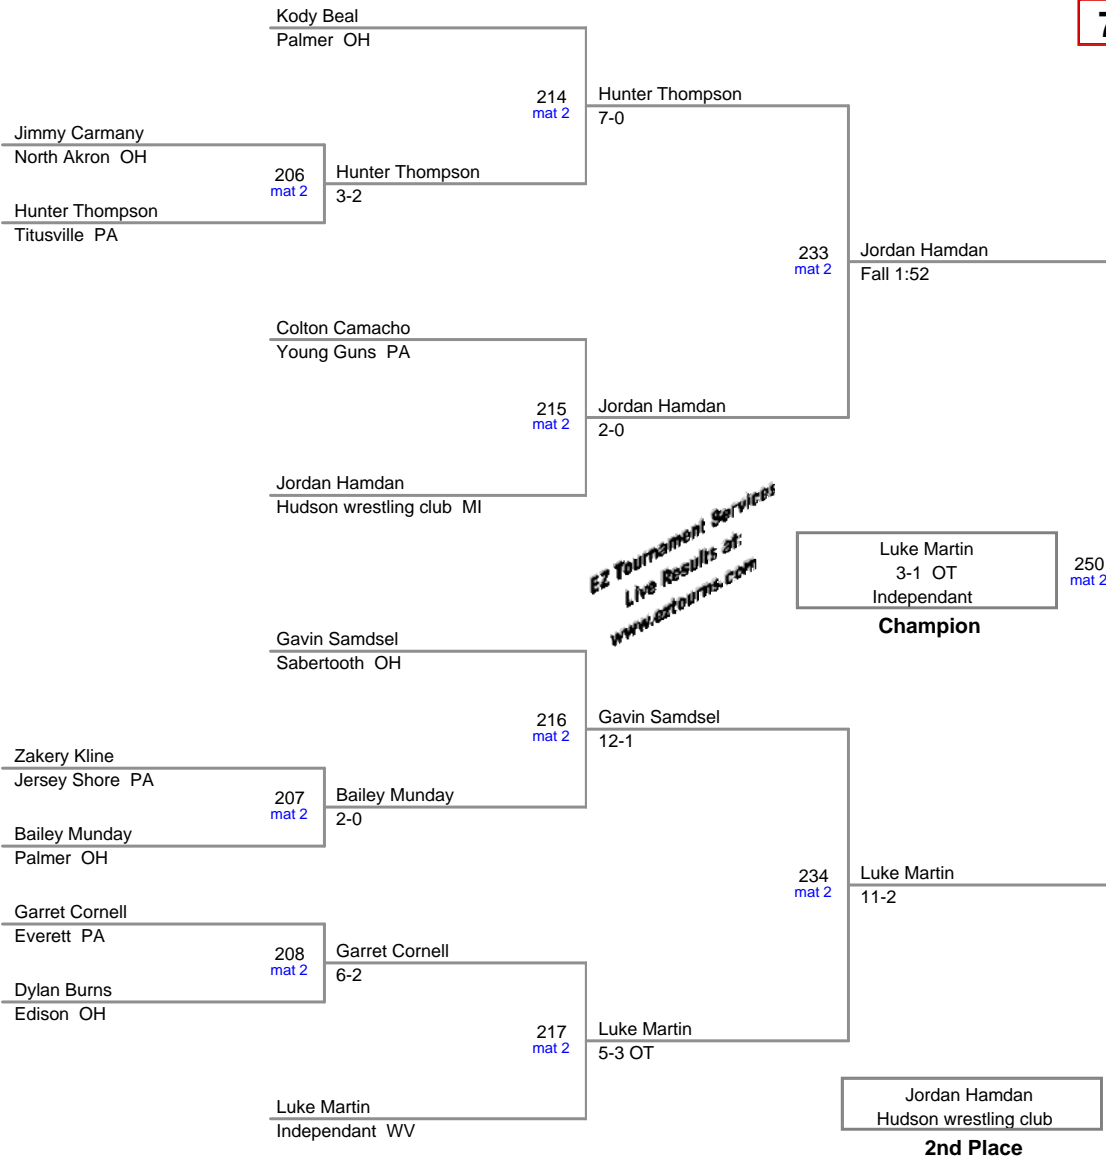 Kody Beal
Palmer  OH
7
214
mat 2
Hunter Thompson
7-0
Jimmy Carmany
North Akron  OH
206
mat 2
Hunter Thompson
3-2
Hunter Thompson
Titusville  PA
233
mat 2
Jordan Hamdan
Fall 1:52
Colton Camacho
Young Guns  PA
215
mat 2
Jordan Hamdan
2-0
Jordan Hamdan
Hudson wrestling club  MI
EZ Tournament Services
Live Results at:
www.eztourns.com
Luke Martin
3-1  OT
Independant
250
mat 2
Champion
Gavin Samdsel
Sabertooth  OH
216
mat 2
Gavin Samdsel
12-1
Zakery Kline
Jersey Shore  PA
207
mat 2
Bailey Munday
2-0
Bailey Munday
Palmer  OH
234
mat 2
Luke Martin
11-2
Garret Cornell
Everett  PA
208
mat 2
Garret Cornell
6-2
Dylan Burns
Edison  OH
217
mat 2
Luke Martin
5-3 OT
Luke Martin
Independant  WV
Jordan Hamdan
Hudson wrestling club
2nd Place